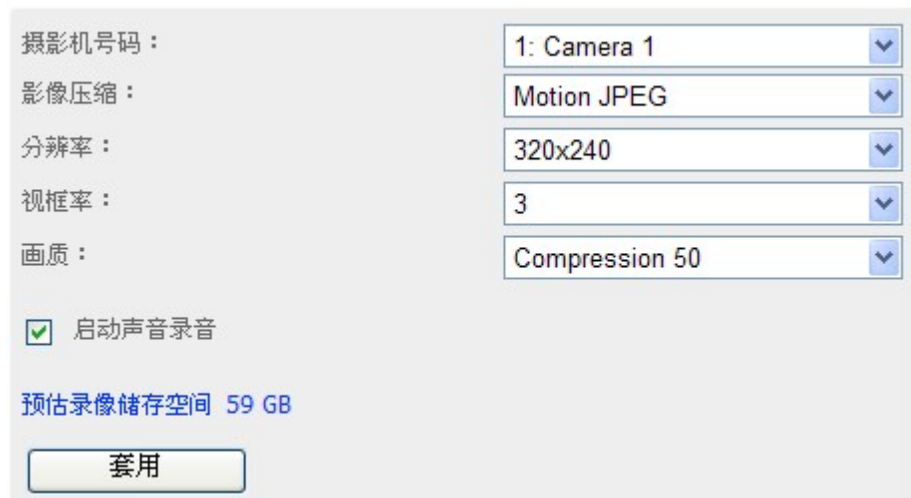 摄影机号码： 1: Camera 1
影像压缩： Motion JPEG
分辨率： 320x240
视框率： 3
画质： Compression 50
启动声音录音
预估录像储存空间 59 GB
套用